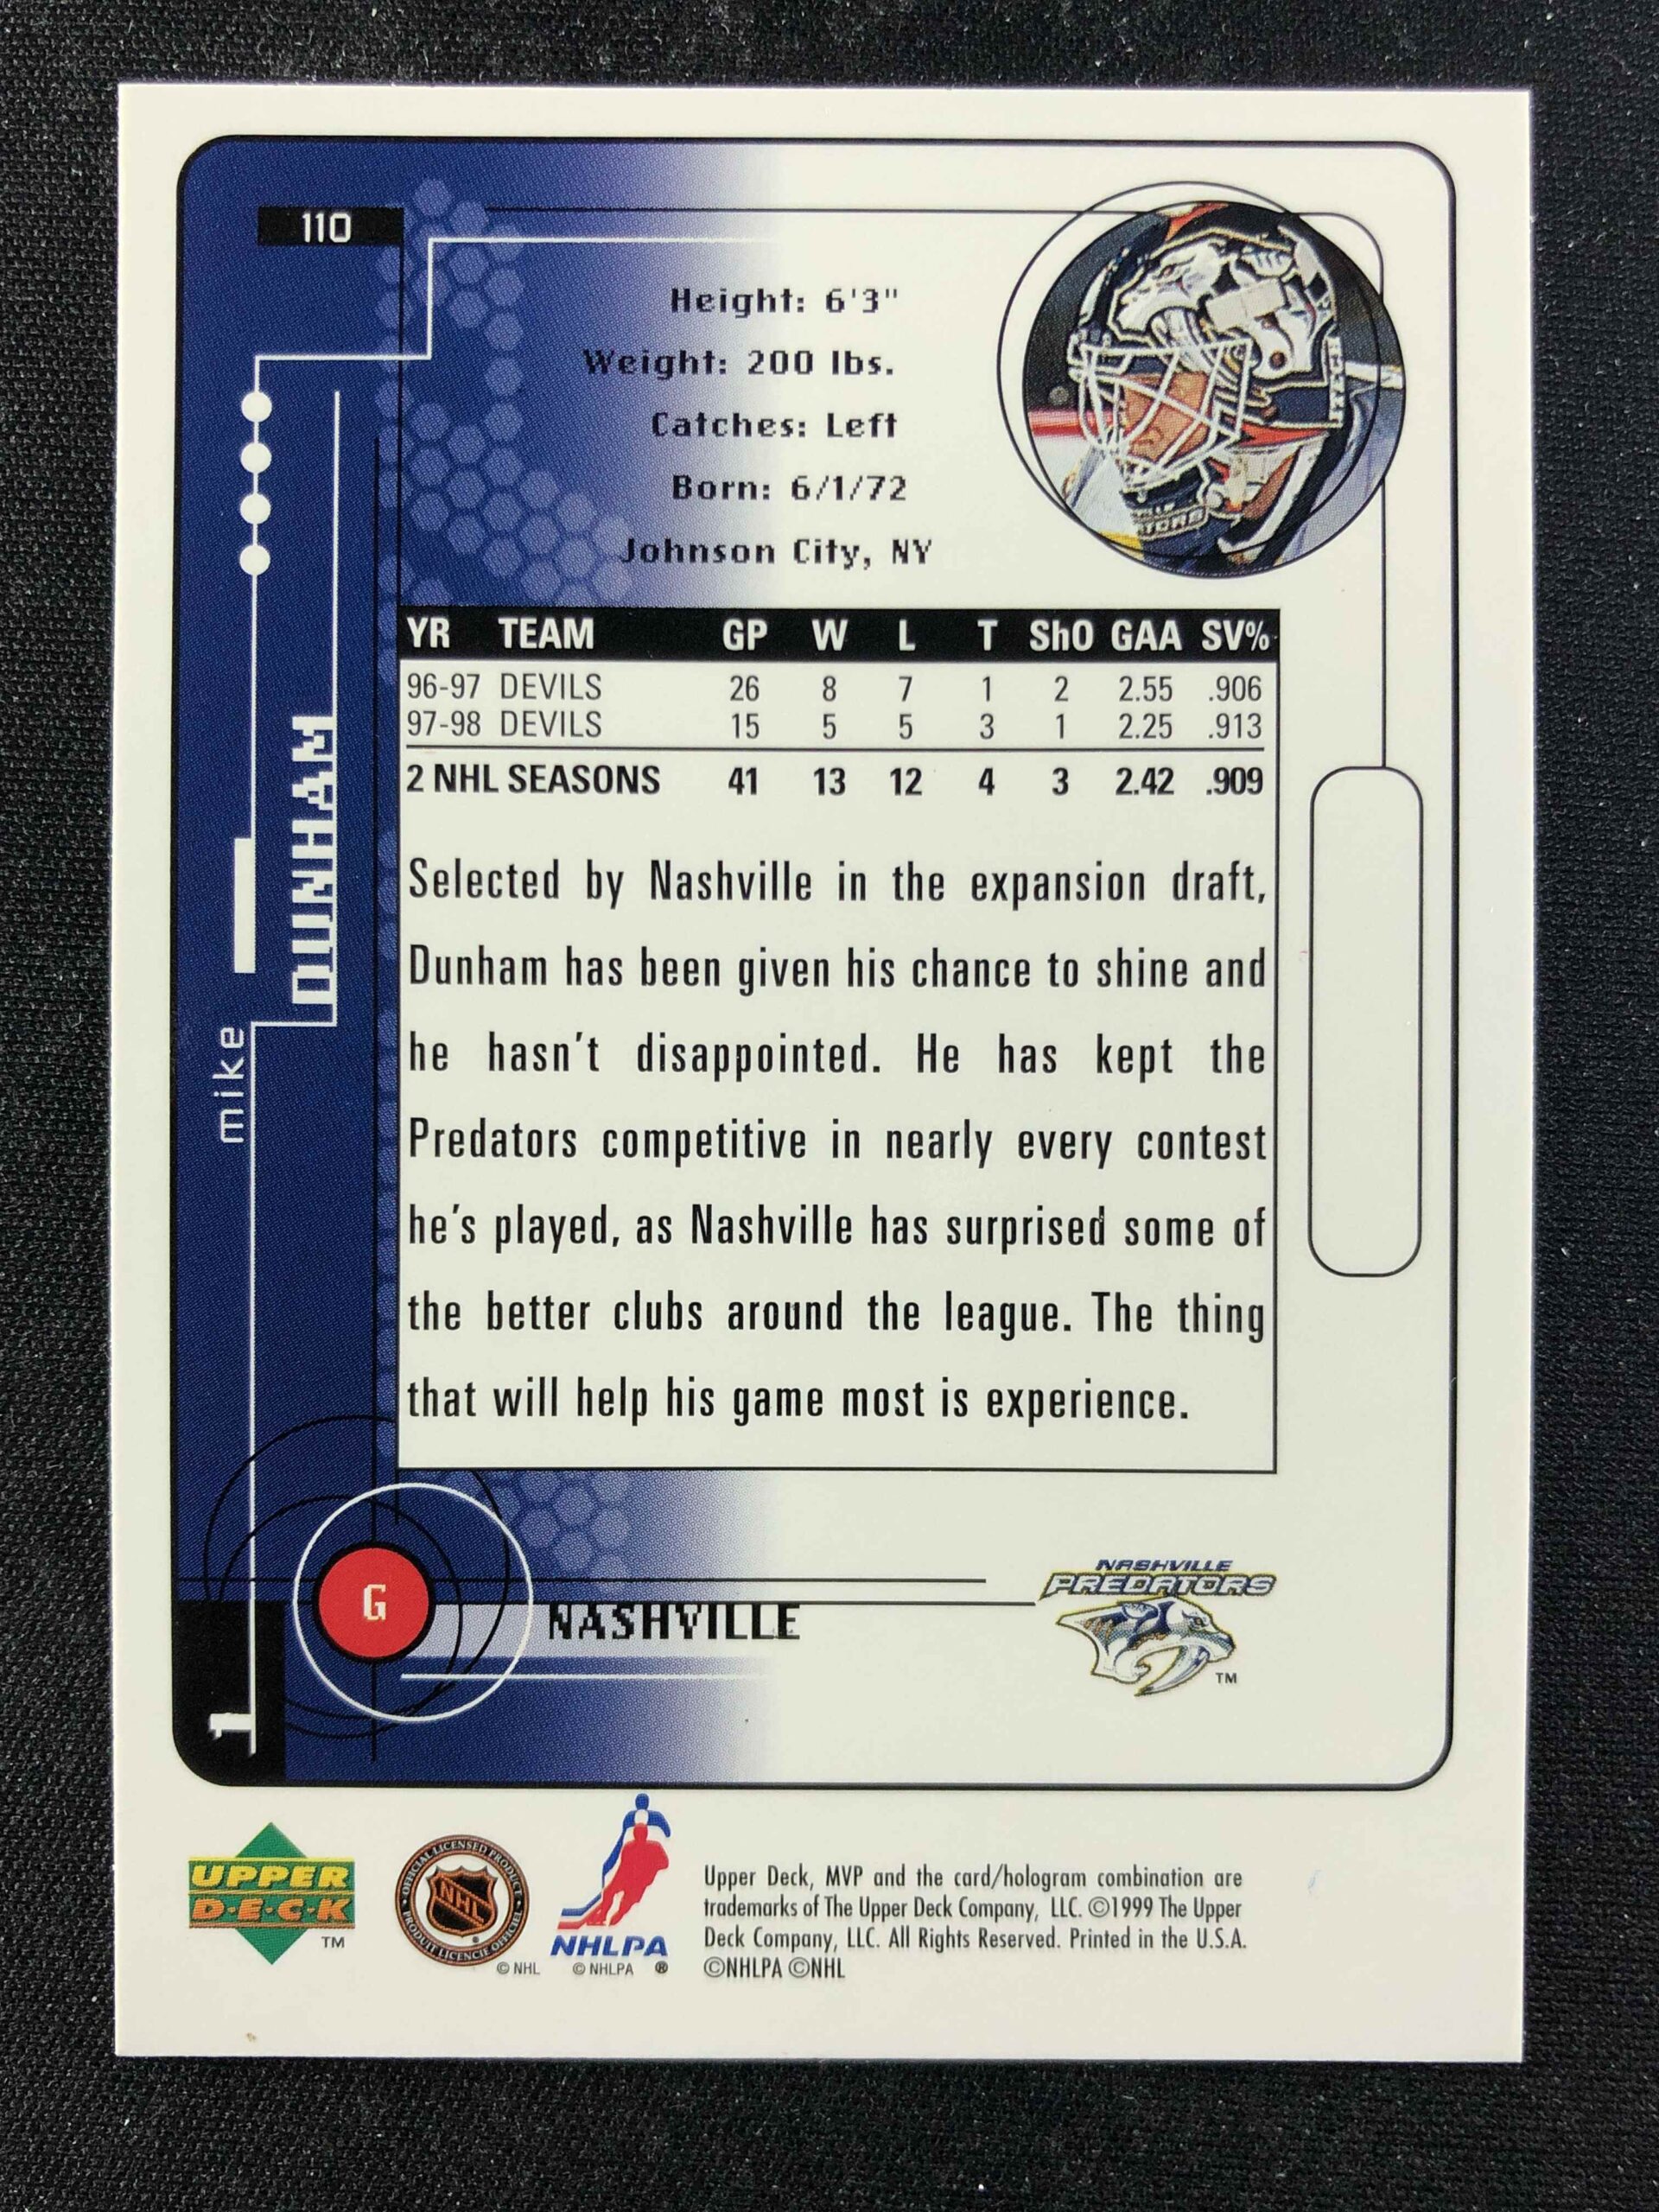 110
Height: 6'3"
Weight: 200 lbs.
Catches: Left
Born: 6/1/72
Johnson City, NY
mike
DUNHAM
YR TEAM GP W L T ShO GAA SV%
96-97 DEVILS 26 8 7 1 2 2.55 .906
97-98 DEVILS 15 5 5 3 1 2.25 .913
2 NHL SEASONS 41 13 12 4 3 2.42 .909
Selected by Nashville in the expansion draft,
Dunham has been given his chance to shine and
he hasn't disappointed. He has kept the
Predators competitive in nearly every contest
he's played, as Nashville has surprised some of
the better clubs around the league. The thing
that will help his game most is experience.
G
NASHVILLE
NASHVILLE
PREDATORS
TM
1
UPPER
D·E·C·K
TM
OFFICIAL LICENSED PRODUCT
NHL
PRODUIT LICENCIE OFFICIEL
© NHL
NHLPA
© NHLPA ®
Upper Deck, MVP and the card/hologram combination are
trademarks of The Upper Deck Company, LLC. ©1999 The Upper
Deck Company, LLC. All Rights Reserved. Printed in the U.S.A.
©NHLPA ©NHL